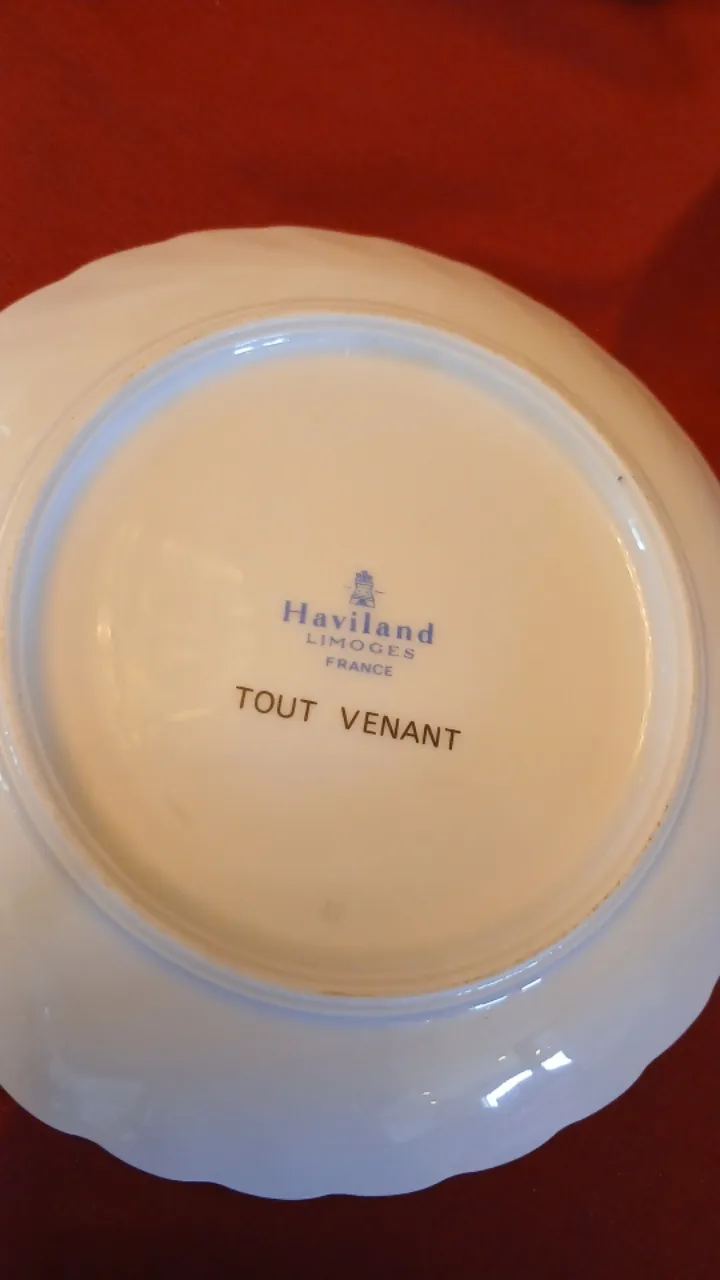 Haviland
LIMOGES
FRANCE
TOUT VENANT